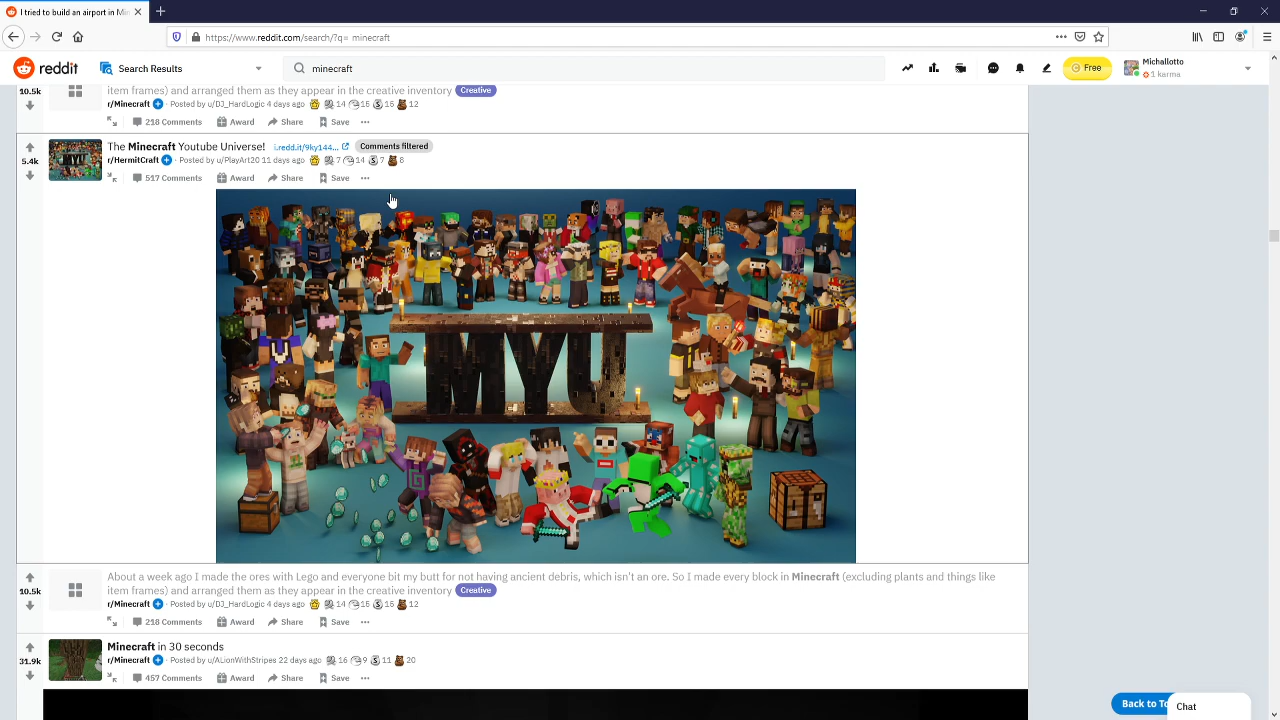 I tried to build an airport in Min
https://www.reddit.com/search/?q= minecraft
reddit
Search Results
minecraft
Free
Michallotto
1 karma
10.5k
item frames) and arranged them as they appear in the creative inventory
Creative
r/Minecraft Posted by u/DJ_HardLogic 4 days ago 14 15 15 12
218 Comments Award Share Save
The Minecraft Youtube Universe! i.redd.it/9ky144... Comments filtered
5.4k
r/HermitCraft Posted by u/PlayArt20 11 days ago 7 14 7 8
517 Comments Award Share Save
MYU
About a week ago I made the ores with Lego and everyone bit my butt for not having ancient debris, which isn't an ore. So I made every block in Minecraft (excluding plants and things like
10.5k
item frames) and arranged them as they appear in the creative inventory Creative
r/Minecraft Posted by u/DJ_HardLogic 4 days ago 14 15 15 12
218 Comments Award Share Save
Minecraft in 30 seconds
31.9k
r/Minecraft Posted by u/ALionWithStripes 22 days ago 16 9 11 20
457 Comments Award Share Save
Back to To
Chat